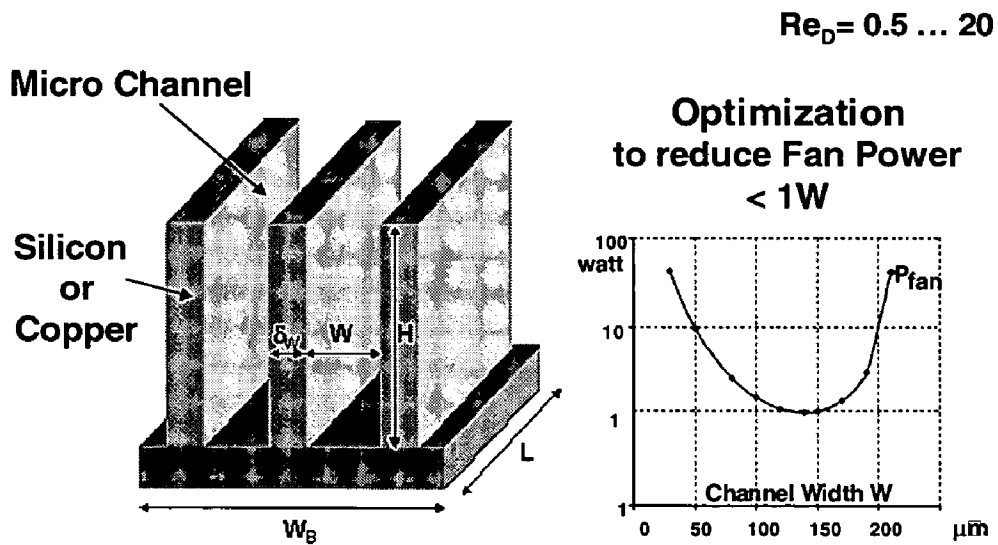 Re_D= 0.5 ... 20
Micro Channel
Optimization
to reduce Fan Power
< 1W
Silicon
or
Copper
δ_W
W
H
L
W_B
100
watt
10
1
1
P_fan
Channel Width W
0
50
100
150
200
μm